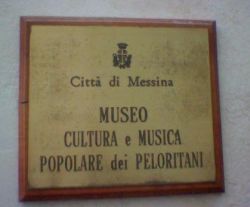 Città di Messina
MUSEO
CULTURA e MUSICA
POPOLARE dei PELORITANI